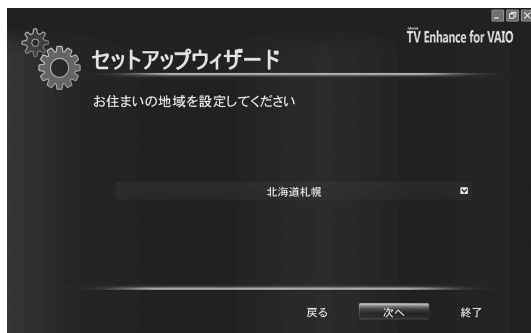 TV Enhance for VAIO
セットアップウィザード
お住まいの地域を設定してください
北海道札幌
戻る
次へ
終了